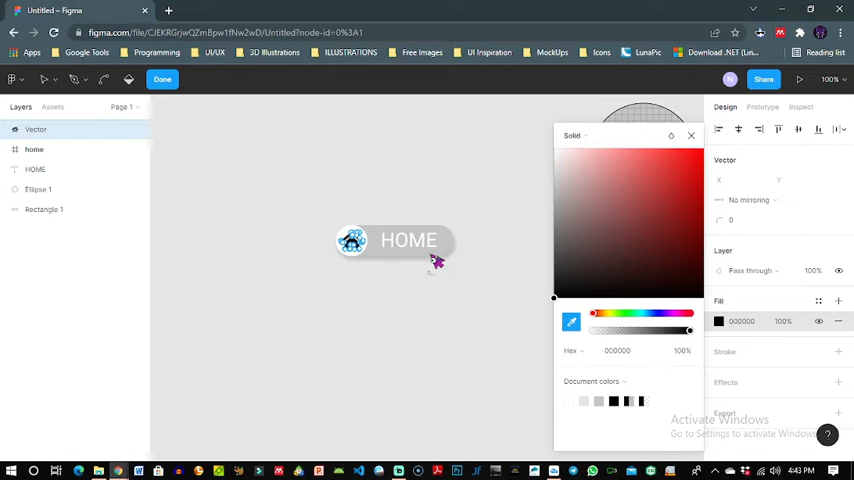 Untitled – Figma
figma.com/file/CJEKRGrjwQZmBpw1fNw2wD/Untitled?node-id=0%3A1
Apps
Google Tools
Programming
UI/UX
3D Illustrations
ILLUSTRATIONS
Free Images
UI Inspiration
MockUps
Icons
LunaPic
Download .NET (Lin...
Reading list
Done
N
Share
100%
Layers
Assets
Page 1
Design
Prototype
Inspect
Vector
home
HOME
Ellipse 1
Rectangle 1
HOME
h...
Solid
Hex
000000
100%
Document colors
Vector
X
Y
No mirroring
0
Layer
Pass through
100%
Fill
000000
100%
Stroke
Effects
Export
Activate Windows
Go to Settings to activate Windows.
?
4:43 PM